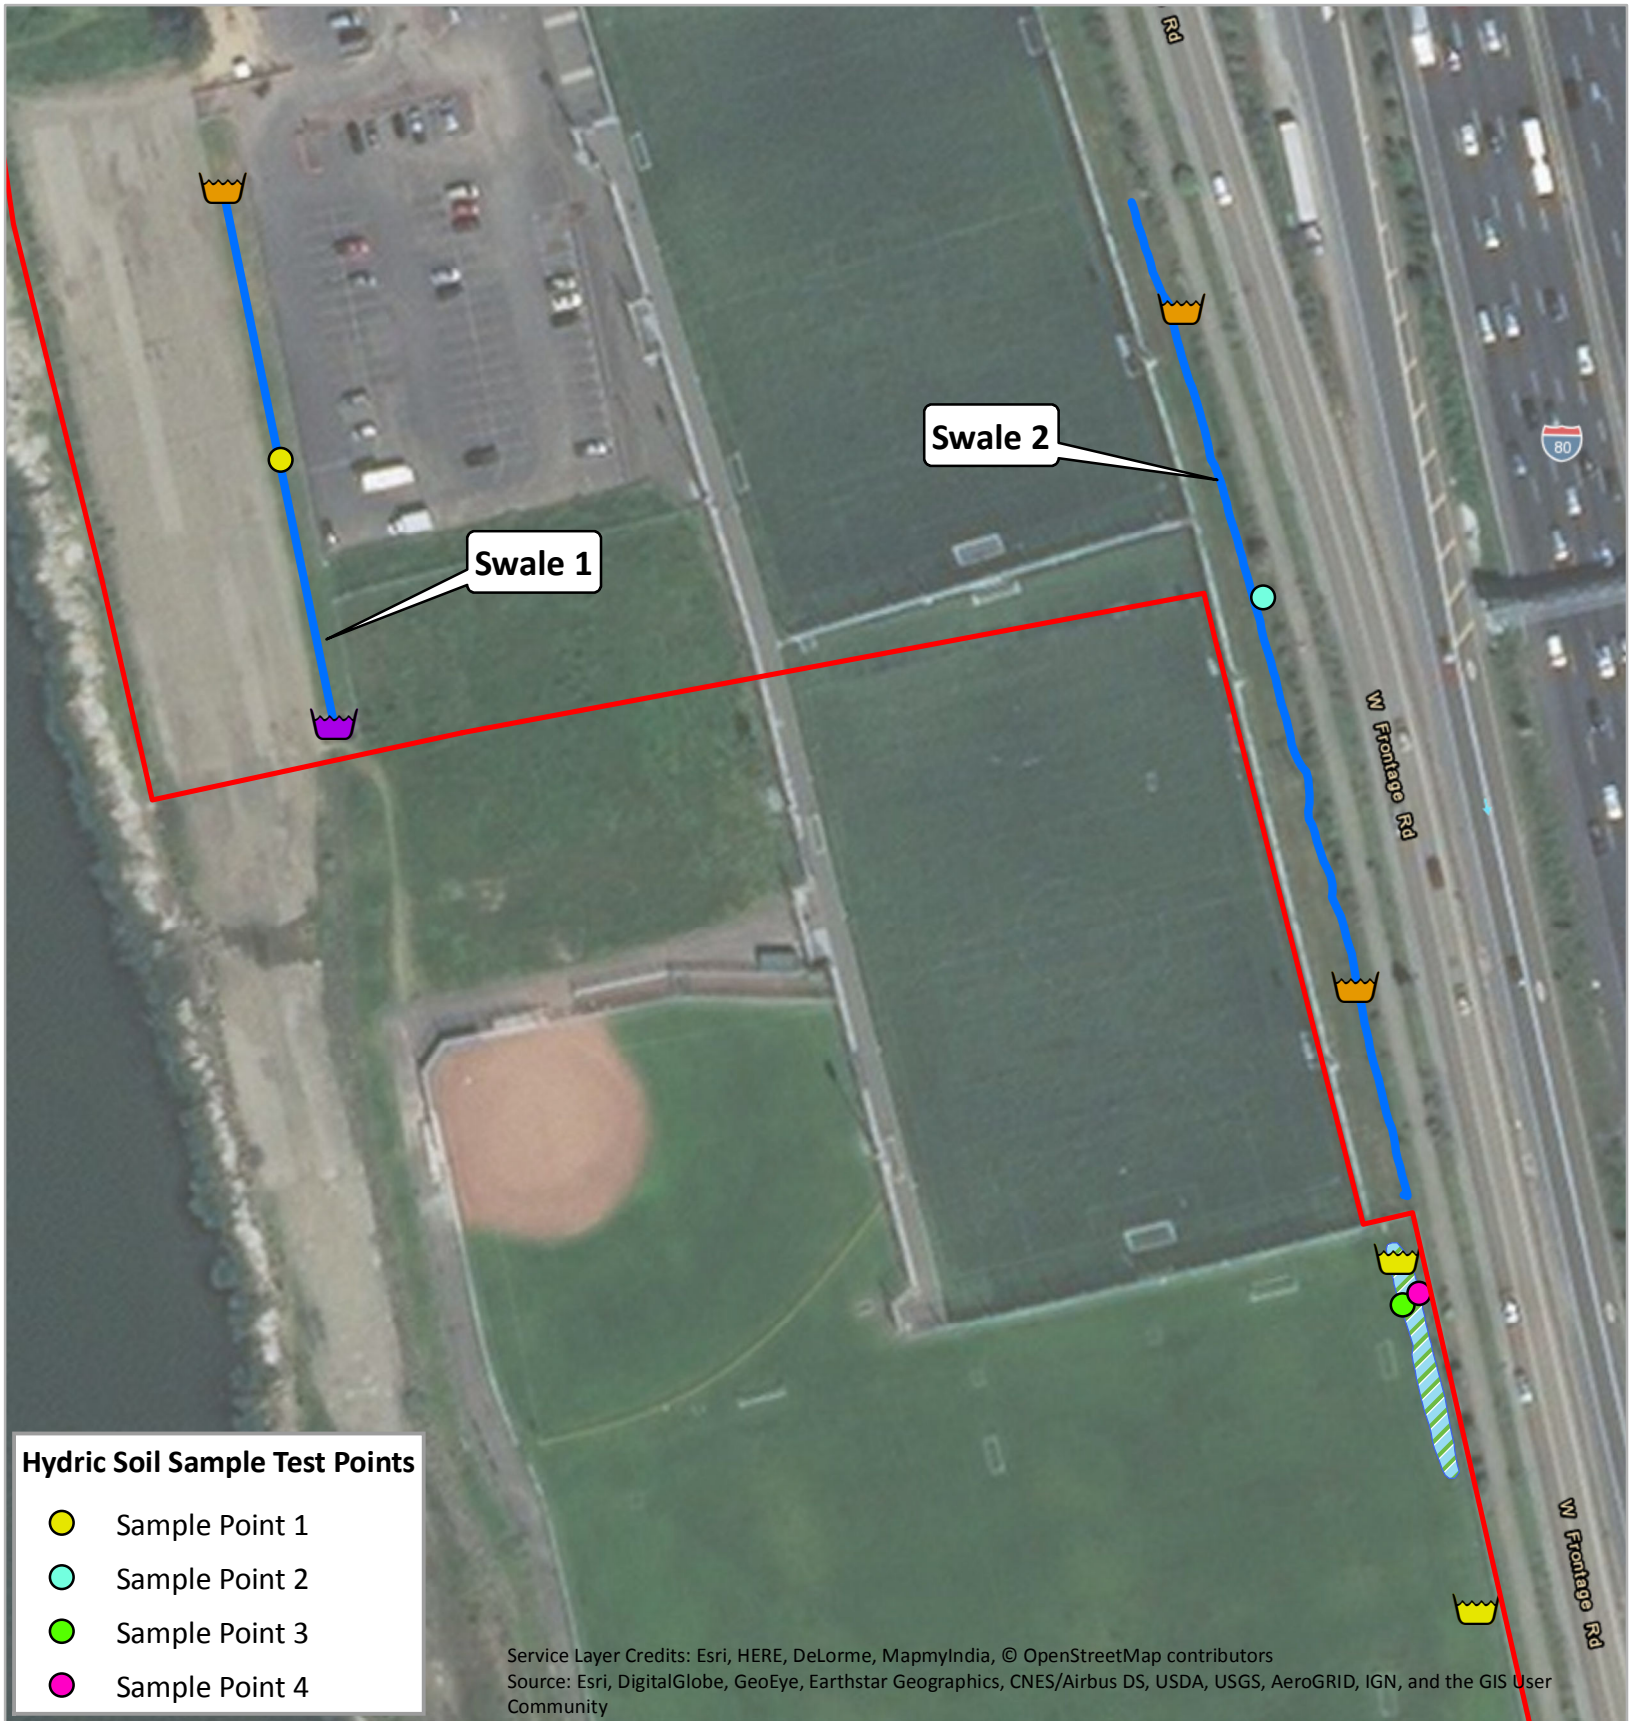 Rd
80
Swale 2
Swale 1
W Frontage Rd
Hydric Soil Sample Test Points
Sample Point 1
Sample Point 2
Sample Point 3
Sample Point 4
W Frontage Rd
Service Layer Credits: Esri, HERE, DeLorme, MapmyIndia, © OpenStreetMap contributors
Source: Esri, DigitalGlobe, GeoEye, Earthstar Geographics, CNES/Airbus DS, USDA, USGS, AeroGRID, IGN, and the GIS User
Community